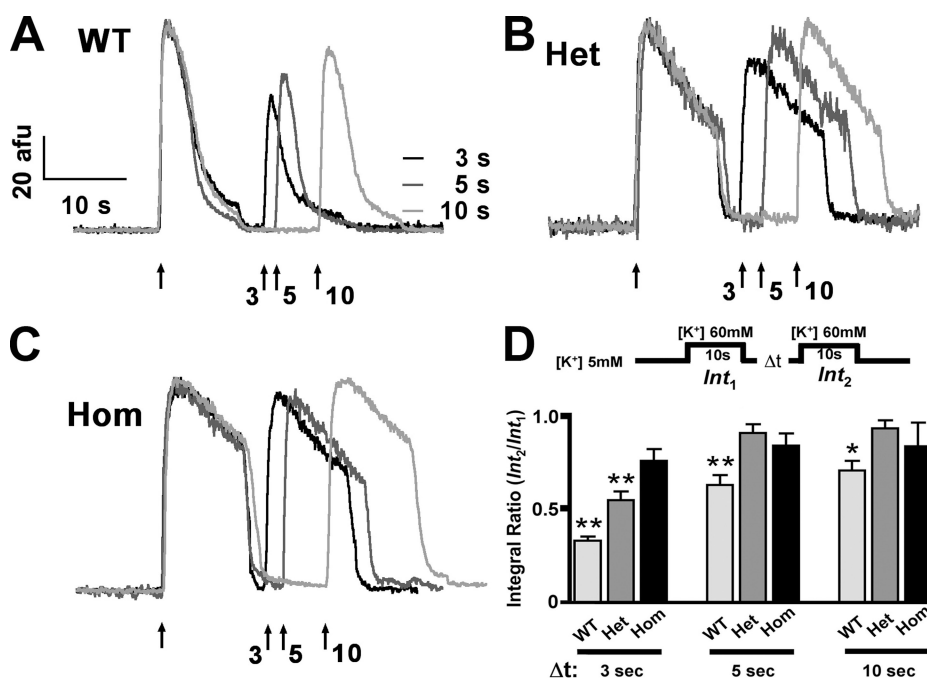 A WT
20 afu
10 s
3 s
5 s
10 s
3 5 10
B Het
3 5 10
C
Hom
3 5 10
D
[K⁺] 60mM [K⁺] 60mM
[K⁺] 5mM 10s Δt 10s
Int₁ Int₂
Integral Ratio (Int₂/Int₁)
1.0
0.5
0
** ** ** *
WT Het Hom WT Het Hom WT Het Hom
Δt: 3 sec 5 sec 10 sec